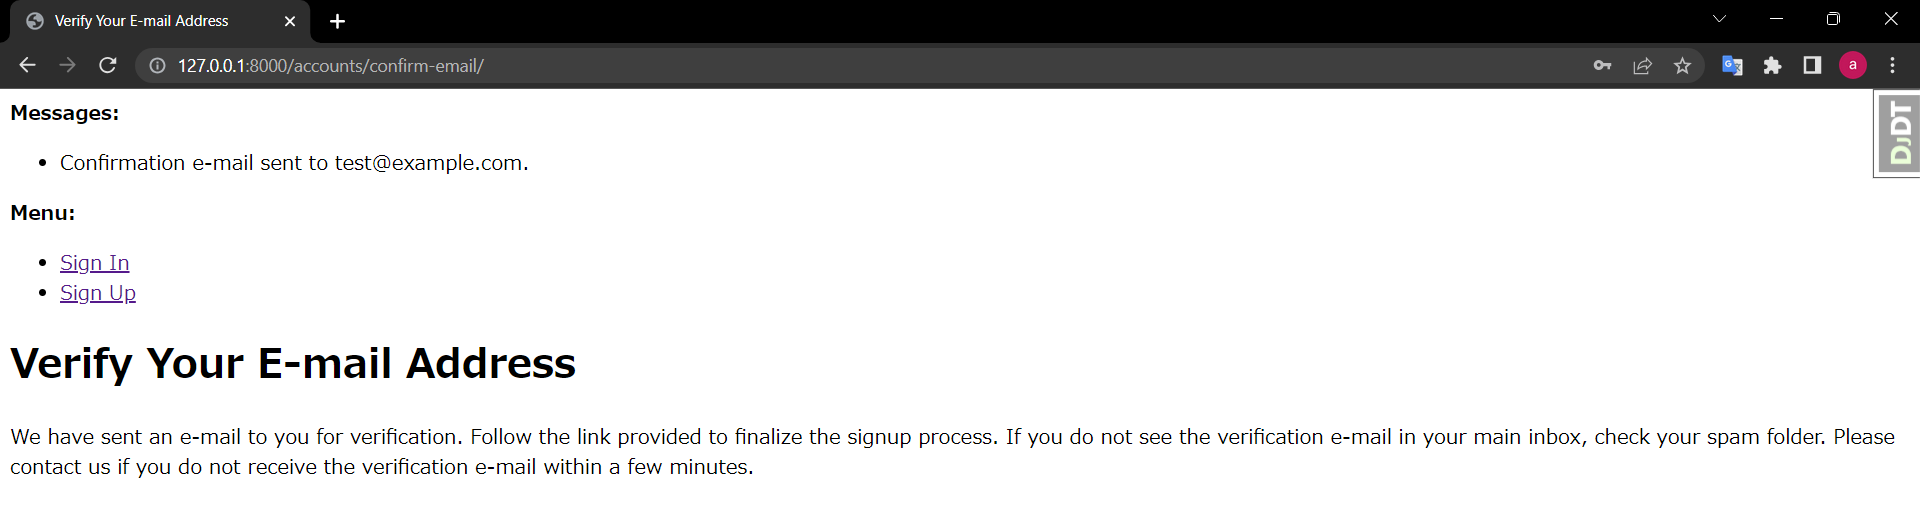 Verify Your E-mail Address
127.0.0.1:8000/accounts/confirm-email/
a
DJDT
Messages:
• Confirmation e-mail sent to test@example.com.
Menu:
• Sign In
• Sign Up
Verify Your E-mail Address
We have sent an e-mail to you for verification. Follow the link provided to finalize the signup process. If you do not see the verification e-mail in your main inbox, check your spam folder. Please
contact us if you do not receive the verification e-mail within a few minutes.